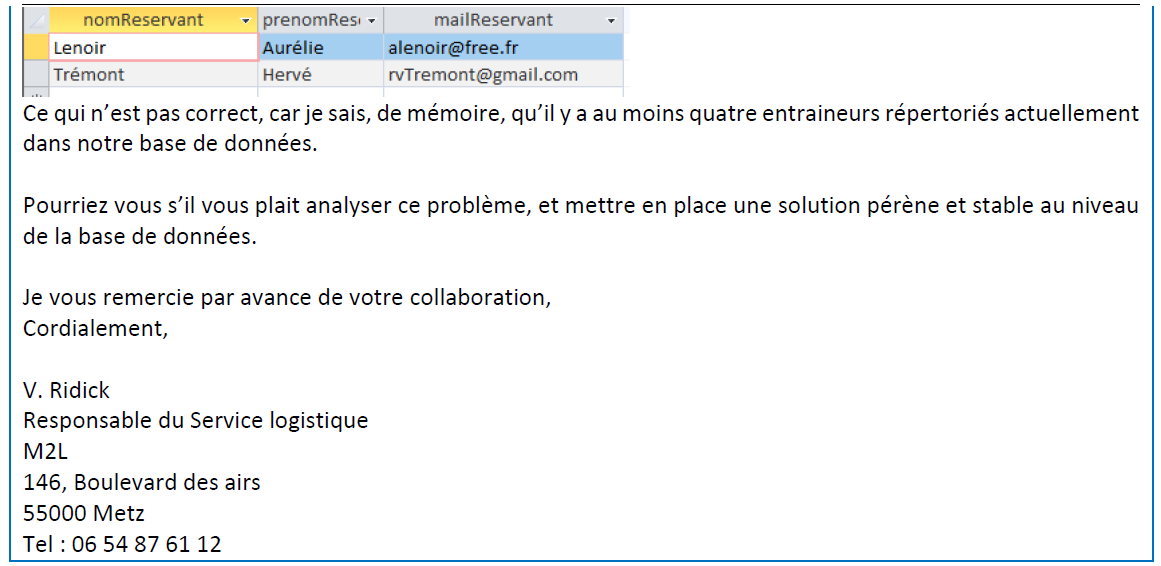 nomReservant prenomRese mailReservant
Lenoir Aurélie alenoir@free.fr
Trémont Hervé rvTremont@gmail.com
Ce qui n’est pas correct, car je sais, de mémoire, qu’il y a au moins quatre entraineurs répertoriés actuellement
dans notre base de données.
Pourriez vous s’il vous plait analyser ce problème, et mettre en place une solution pérène et stable au niveau
de la base de données.
Je vous remercie par avance de votre collaboration,
Cordialement,
V. Ridick
Responsable du Service logistique
M2L
146, Boulevard des airs
55000 Metz
Tel : 06 54 87 61 12